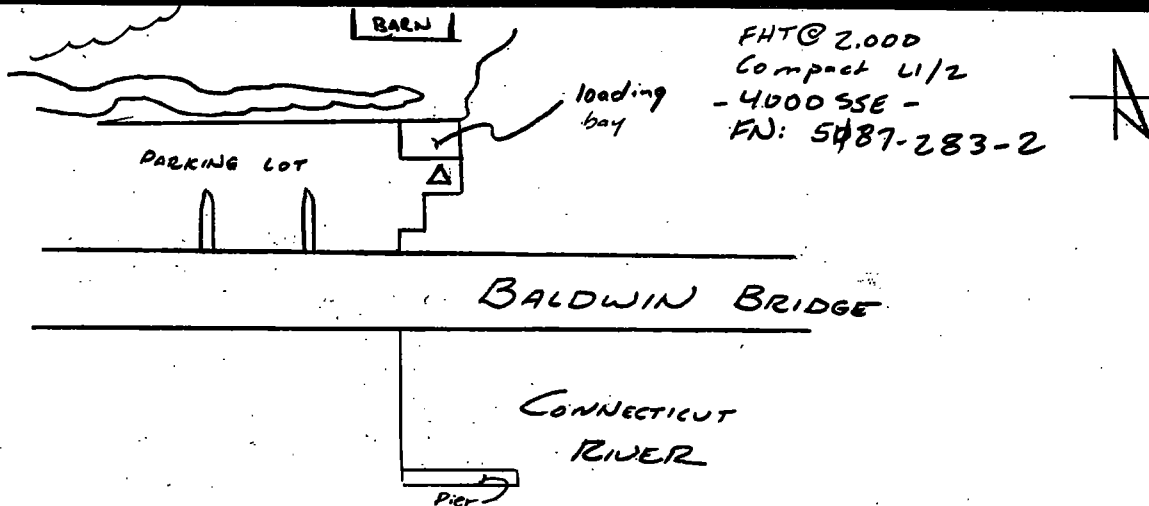 BARN
FHT@ 2.000
Compact L1/2
- 4000 SSE -
FN: 5087-283-2
loading
bay
PARKING LOT
BALDWIN BRIDGE
CONNECTICUT
RIVER
Pier